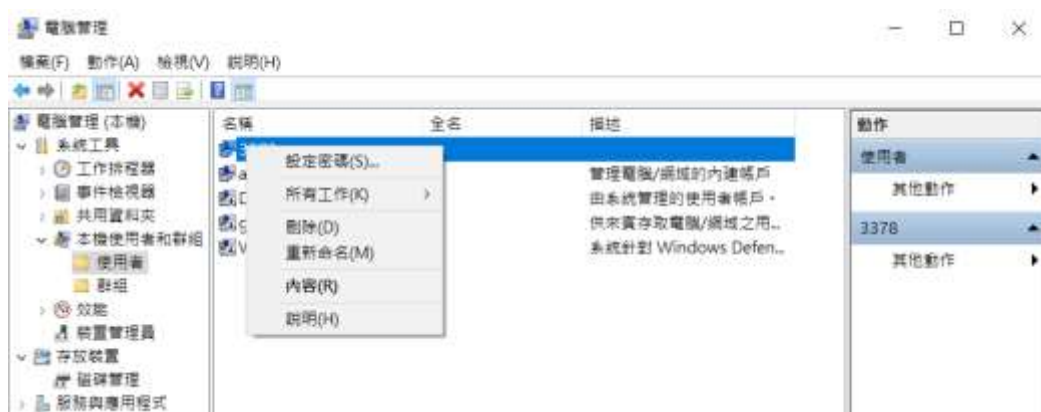 電腦管理
檔案(F) 動作(A) 檢視(V) 説明(H)
電腦管理 (本機)
系統工具
工作排程器
事件檢視器
共用資料夾
本機使用者和群組
使用者
群組
效能
裝置管理員
存放裝置
磁碟管理
服務與應用程式
名稱 全名 描述
管理電腦/網域的內建帳戶
由系統管理的使用者帳戶。
供來賓存取電腦/網域之用...
系統針對 Windows Defen...
設定密碼(S)...
所有工作(K)
刪除(D)
重新命名(M)
內容(R)
説明(H)
動作
使用者
其他動作
3378
其他動作